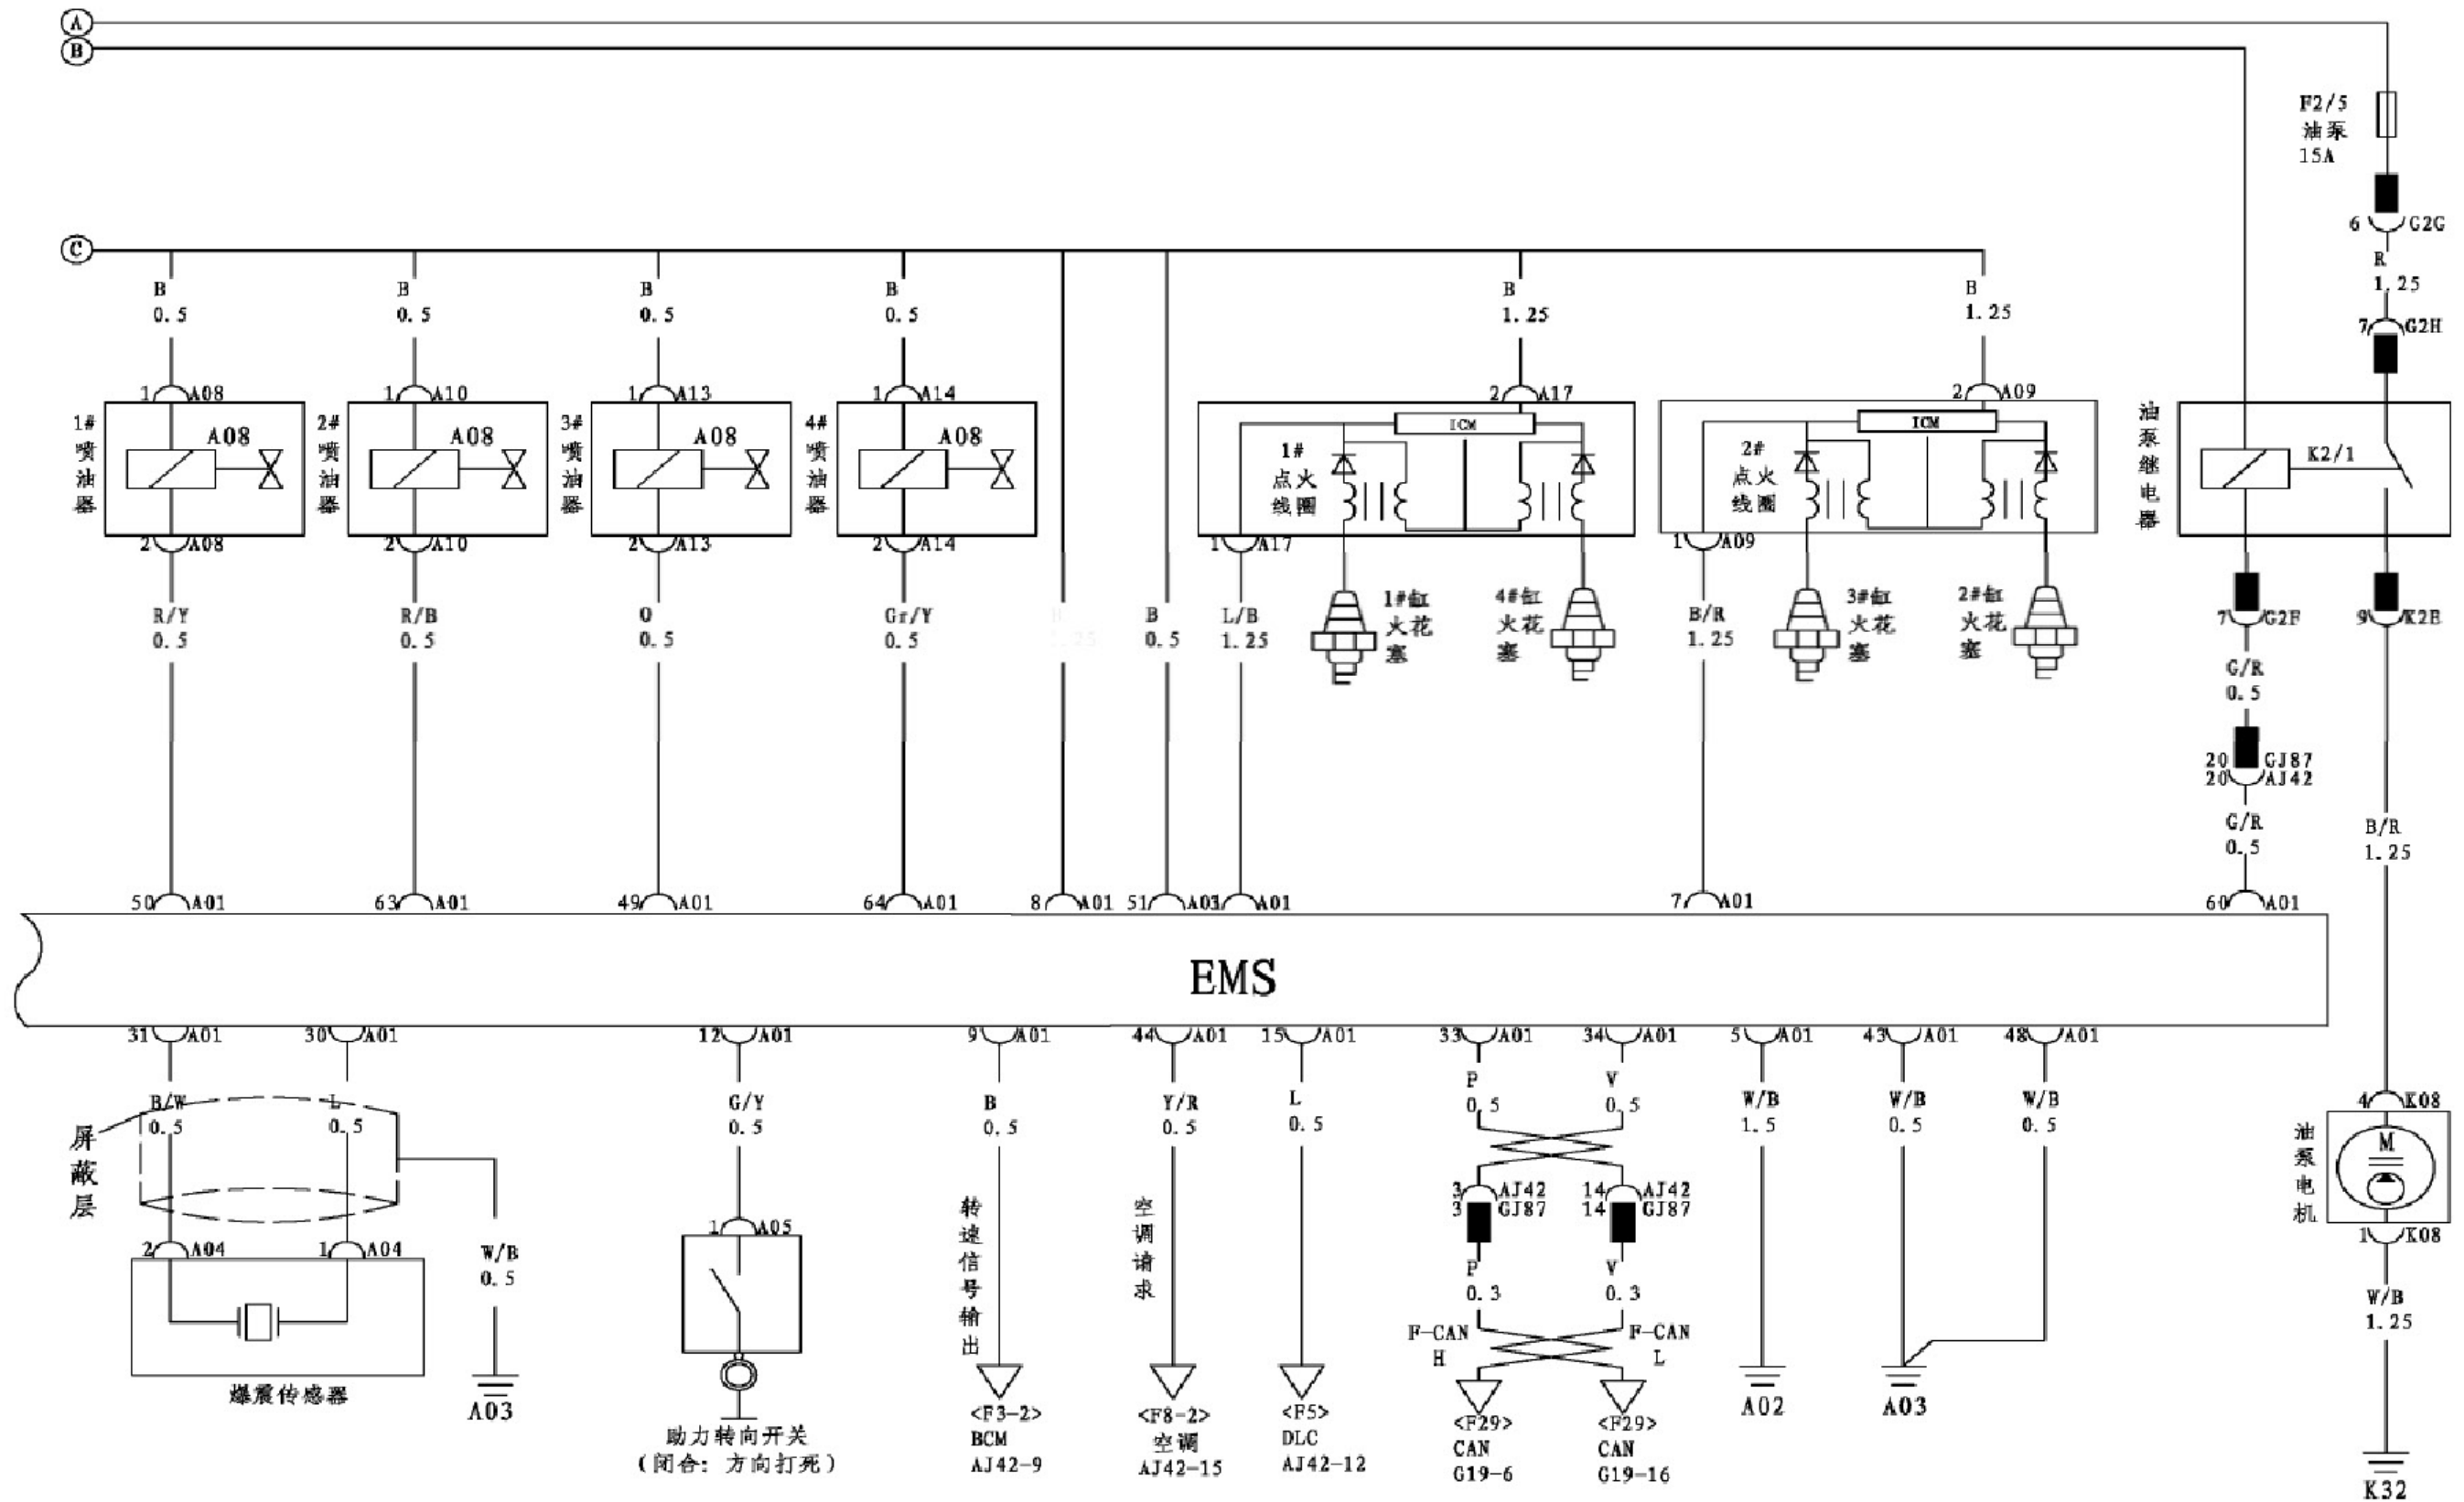 A
B
F2/5
油泵
15A
6 G2G
R
1.25
7 G2H
C
B
0.5
B
0.5
B
0.5
B
0.5
B
1.25
B
1.25
1 A08
1 A10
1 A13
1 A14
2 A17
2 A09
1#喷油器
A08
2#喷油器
A08
3#喷油器
A08
4#喷油器
A08
ICM
1#
点火
线圈
ICM
2#
点火
线圈
油泵继电器
K2/1
2 A08
2 A10
2 A13
2 A14
1 A17
1 A09
R/Y
0.5
R/B
0.5
O
0.5
Gr/Y
0.5
B
1.25
B
0.5
L/B
1.25
1#缸
火花
塞
4#缸
火花
塞
B/R
1.25
3#缸
火花
塞
2#缸
火花
塞
7 G2F
9 K2E
G/R
0.5
20 GJ87
20 AJ42
G/R
0.5
B/R
1.25
50 A01
63 A01
49 A01
64 A01
8 A01
51 A01
A01
7 A01
60 A01
EMS
31 A01
30 A01
12 A01
9 A01
44 A01
15 A01
33 A01
34 A01
5 A01
43 A01
48 A01
B/W
0.5
L
0.5
屏蔽层
G/Y
0.5
B
0.5
Y/R
0.5
L
0.5
P
0.5
V
0.5
W/B
1.5
W/B
0.5
W/B
0.5
4 K08
油泵电机
M
1 K08
3 AJ42
3 GJ87
14 AJ42
14 GJ87
转速信号输出
空调请求
1 A05
2 A04
1 A04
W/B
0.5
P
0.3
V
0.3
F-CAN
H
F-CAN
L
W/B
1.25
爆震传感器
A03
助力转向开关
(闭合: 方向打死)
<F3-2>
BCM
AJ42-9
<F8-2>
空调
AJ42-15
<F5>
DLC
AJ42-12
<F29>
CAN
G19-6
<F29>
CAN
G19-16
A02
A03
K32